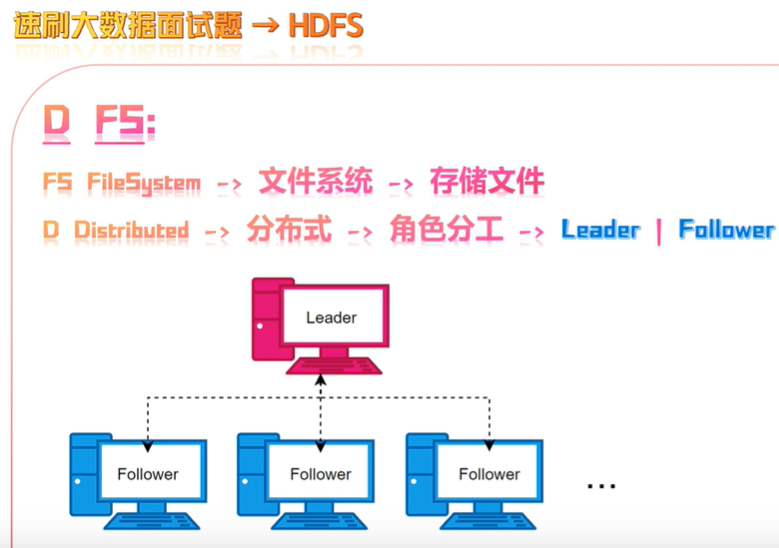 速刷大数据面试题 → HDFS
D FS:
FS FileSystem -> 文件系统 -> 存储文件
D Distributed -> 分布式 -> 角色分工 -> Leader | Follower
Leader
Follower Follower Follower ...